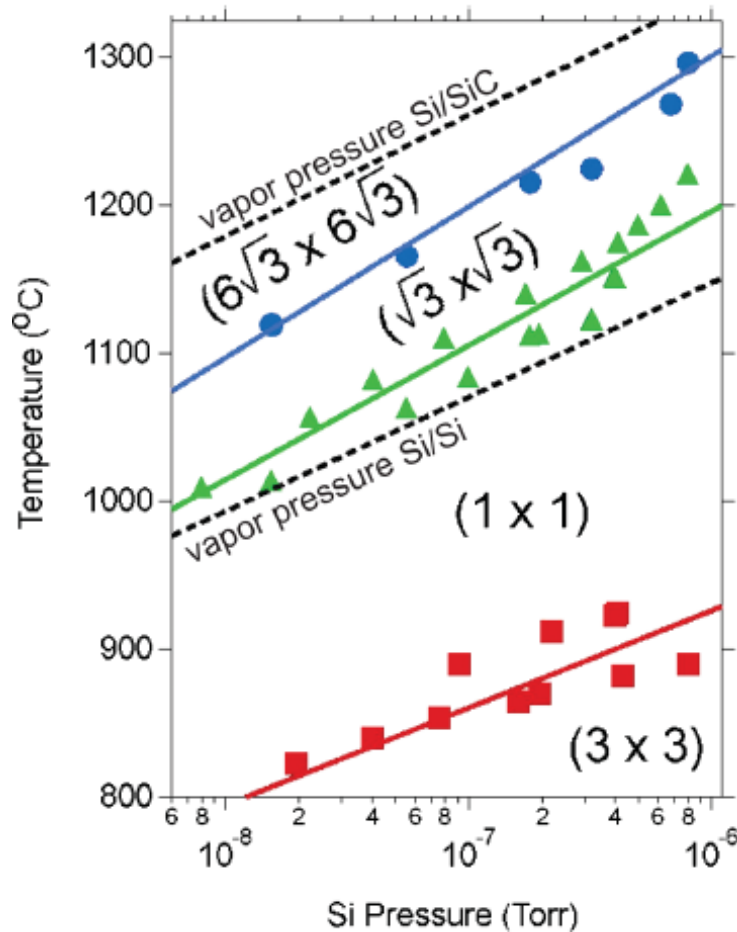 1300
1200
1100
1000
900
800
Temperature (°C)
vapor pressure Si/SiC
(6√3 x 6√3)
(√3 x√3)
vapor pressure Si/Si
(1 x 1)
(3 x 3)
6 8 2 4 6 8 2 4 6 8
10⁻⁸ 10⁻⁷ 10⁻⁶
Si Pressure (Torr)